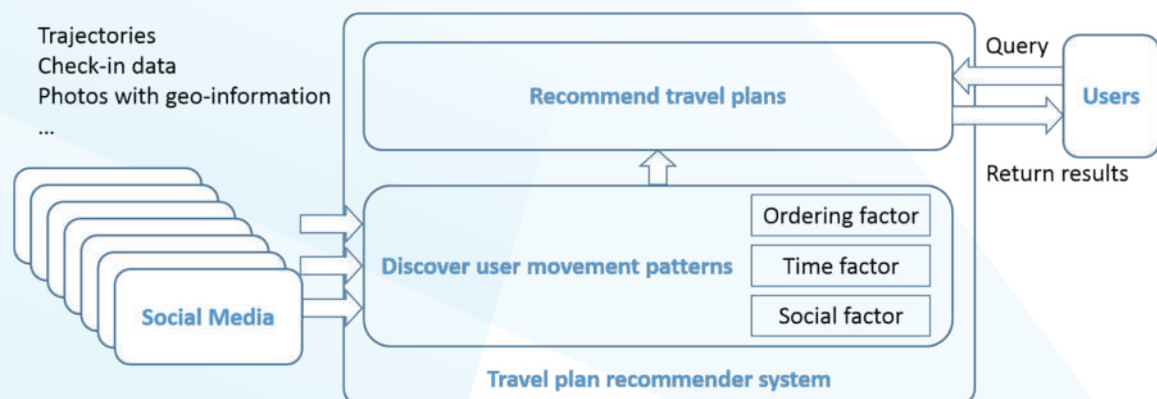 Trajectories
Check-in data
Photos with geo-information
...
Social Media
Recommend travel plans
Discover user movement patterns
Ordering factor
Time factor
Social factor
Travel plan recommender system
Query
Users
Return results